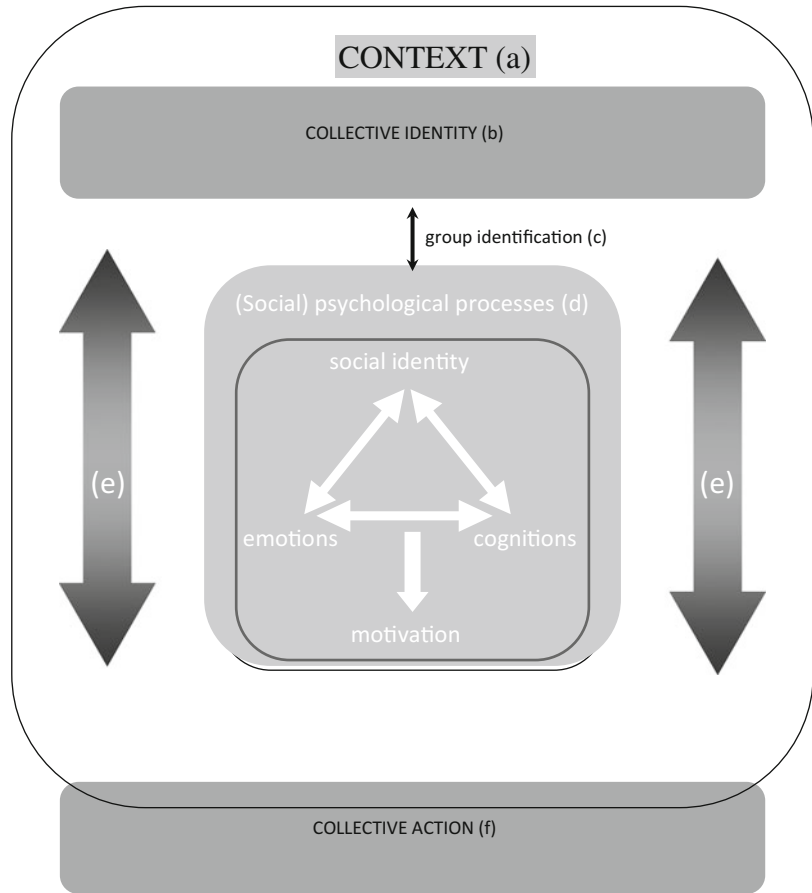 CONTEXT (a)
COLLECTIVE IDENTITY (b)
group identification (c)
(Social) psychological processes (d)
social identity
(e)
(e)
emotions
cognitions
motivation
COLLECTIVE ACTION (f)